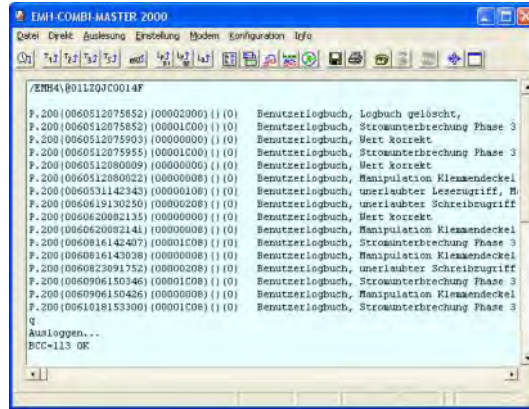 EMH-COMBI-MASTER 2000
Datei Direkt Auslesung Einstellung Modem Konfiguration Info
/EMH4\@01LZQJC0014F
P.200(0060512075852)(00002000)()(0) Benutzerlogbuch, Logbuch gelöscht,
P.200(0060512075852)(00001C00)()(0) Benutzerlogbuch, Stromunterbrechung Phase 3
P.200(0060512075903)(00000000)()(0) Benutzerlogbuch, Wert korrekt
P.200(0060512075955)(00001C00)()(0) Benutzerlogbuch, Stromunterbrechung Phase 3
P.200(0060512080009)(00000000)()(0) Benutzerlogbuch, Wert korrekt
P.200(0060512080022)(00000008)()(0) Benutzerlogbuch, Manipulation Klemmendeckel
P.200(0060531142343)(00000108)()(0) Benutzerlogbuch, unerlaubter Lesezugriff,
P.200(0060619130250)(00000208)()(0) Benutzerlogbuch, unerlaubter Schreibzugriff
P.200(0060620082135)(00000000)()(0) Benutzerlogbuch, Wert korrekt
P.200(0060620082141)(00000008)()(0) Benutzerlogbuch, Manipulation Klemmendeckel
P.200(0060816142407)(00001C08)()(0) Benutzerlogbuch, Stromunterbrechung Phase 3
P.200(0060816143038)(00000008)()(0) Benutzerlogbuch, Manipulation Klemmendeckel
P.200(0060823091752)(00000208)()(0) Benutzerlogbuch, unerlaubter Schreibzugriff
P.200(0060906150346)(00001C08)()(0) Benutzerlogbuch, Stromunterbrechung Phase 3
P.200(0060906150426)(00000008)()(0) Benutzerlogbuch, Manipulation Klemmendeckel
P.200(0061018153300)(00001C08)()(0) Benutzerlogbuch, Stromunterbrechung Phase 3
q
Ausloggen...
BCC=113 OK